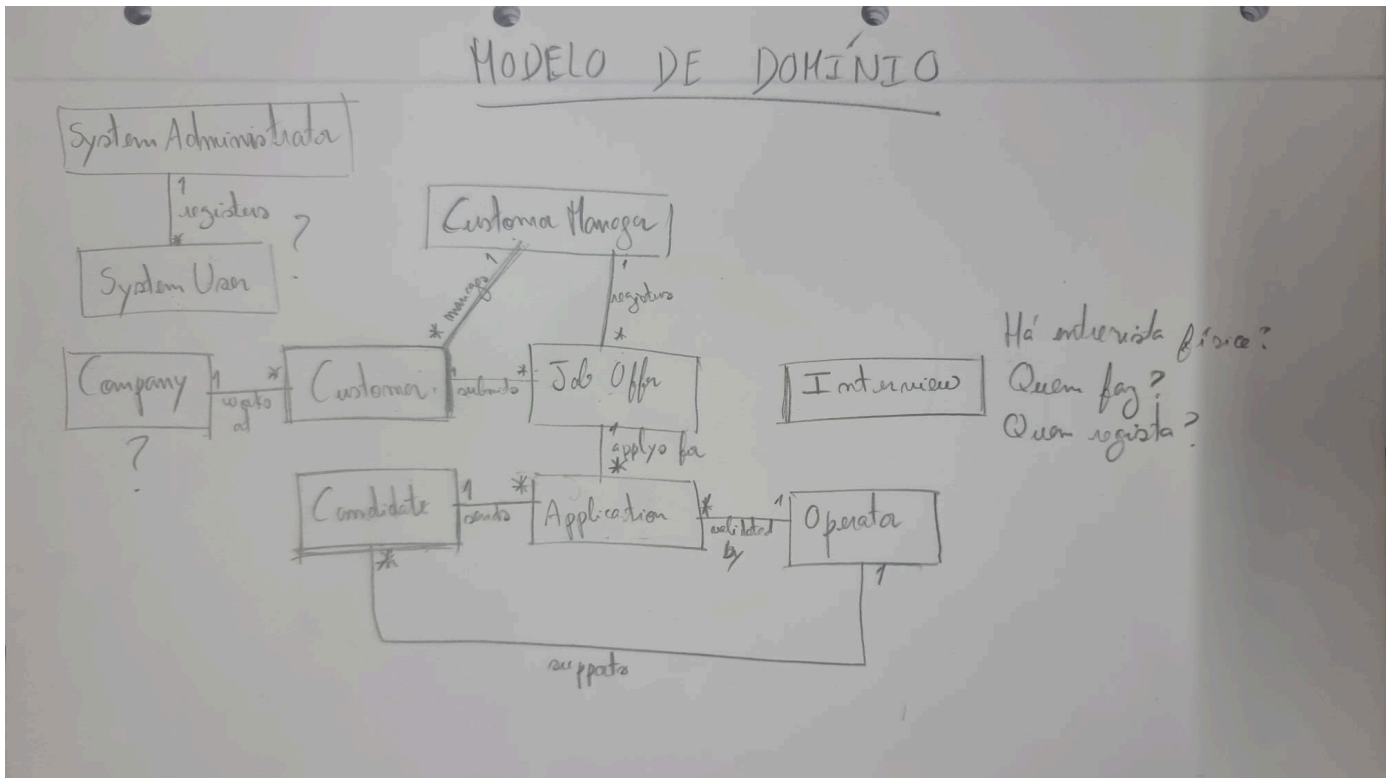 MODELO DE DOMÍNIO
System Administrator
1
registers
*
?
System User
Customer Manager
1
manages
*
1
registers
*
Company
1
works
at
*
?
Customer
1
submits
*
Job Offer
Interview
Há entrevista física?
Quem faz?
Quem regista?
1
applys for
*
Candidate
1
sends
*
Application
*
validated
by
1
Operator
*
1
supports